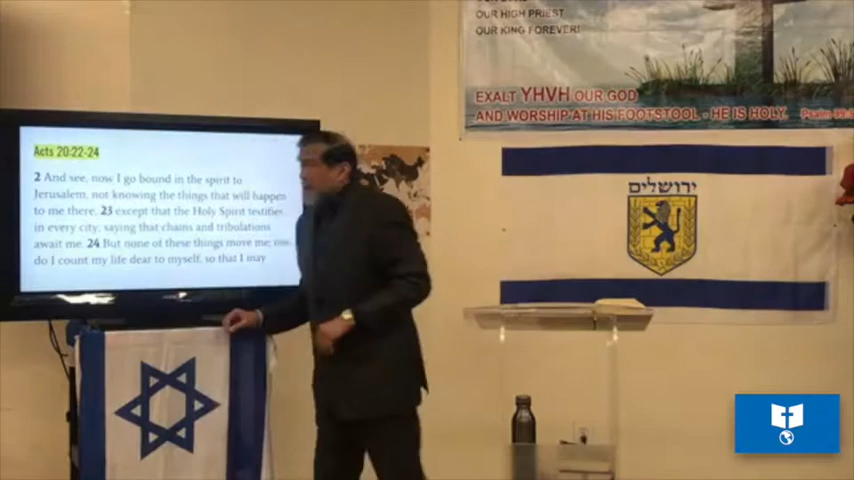 OUR HIGH PRIEST
OUR KING FOREVER!
EXALT YHVH OUR GOD
AND WORSHIP AT HIS FOOTSTOOL - HE IS HOLY
Acts 20:22-24
2 And see, now I go bound in the spirit to
Jerusalem, not knowing the things that will happen
to me there, 23 except that the Holy Spirit testifies
in every city, saying that chains and tribulations
await me. 24 But none of these things move me; nor
do I count my life dear to myself, so that I may
ירושלים